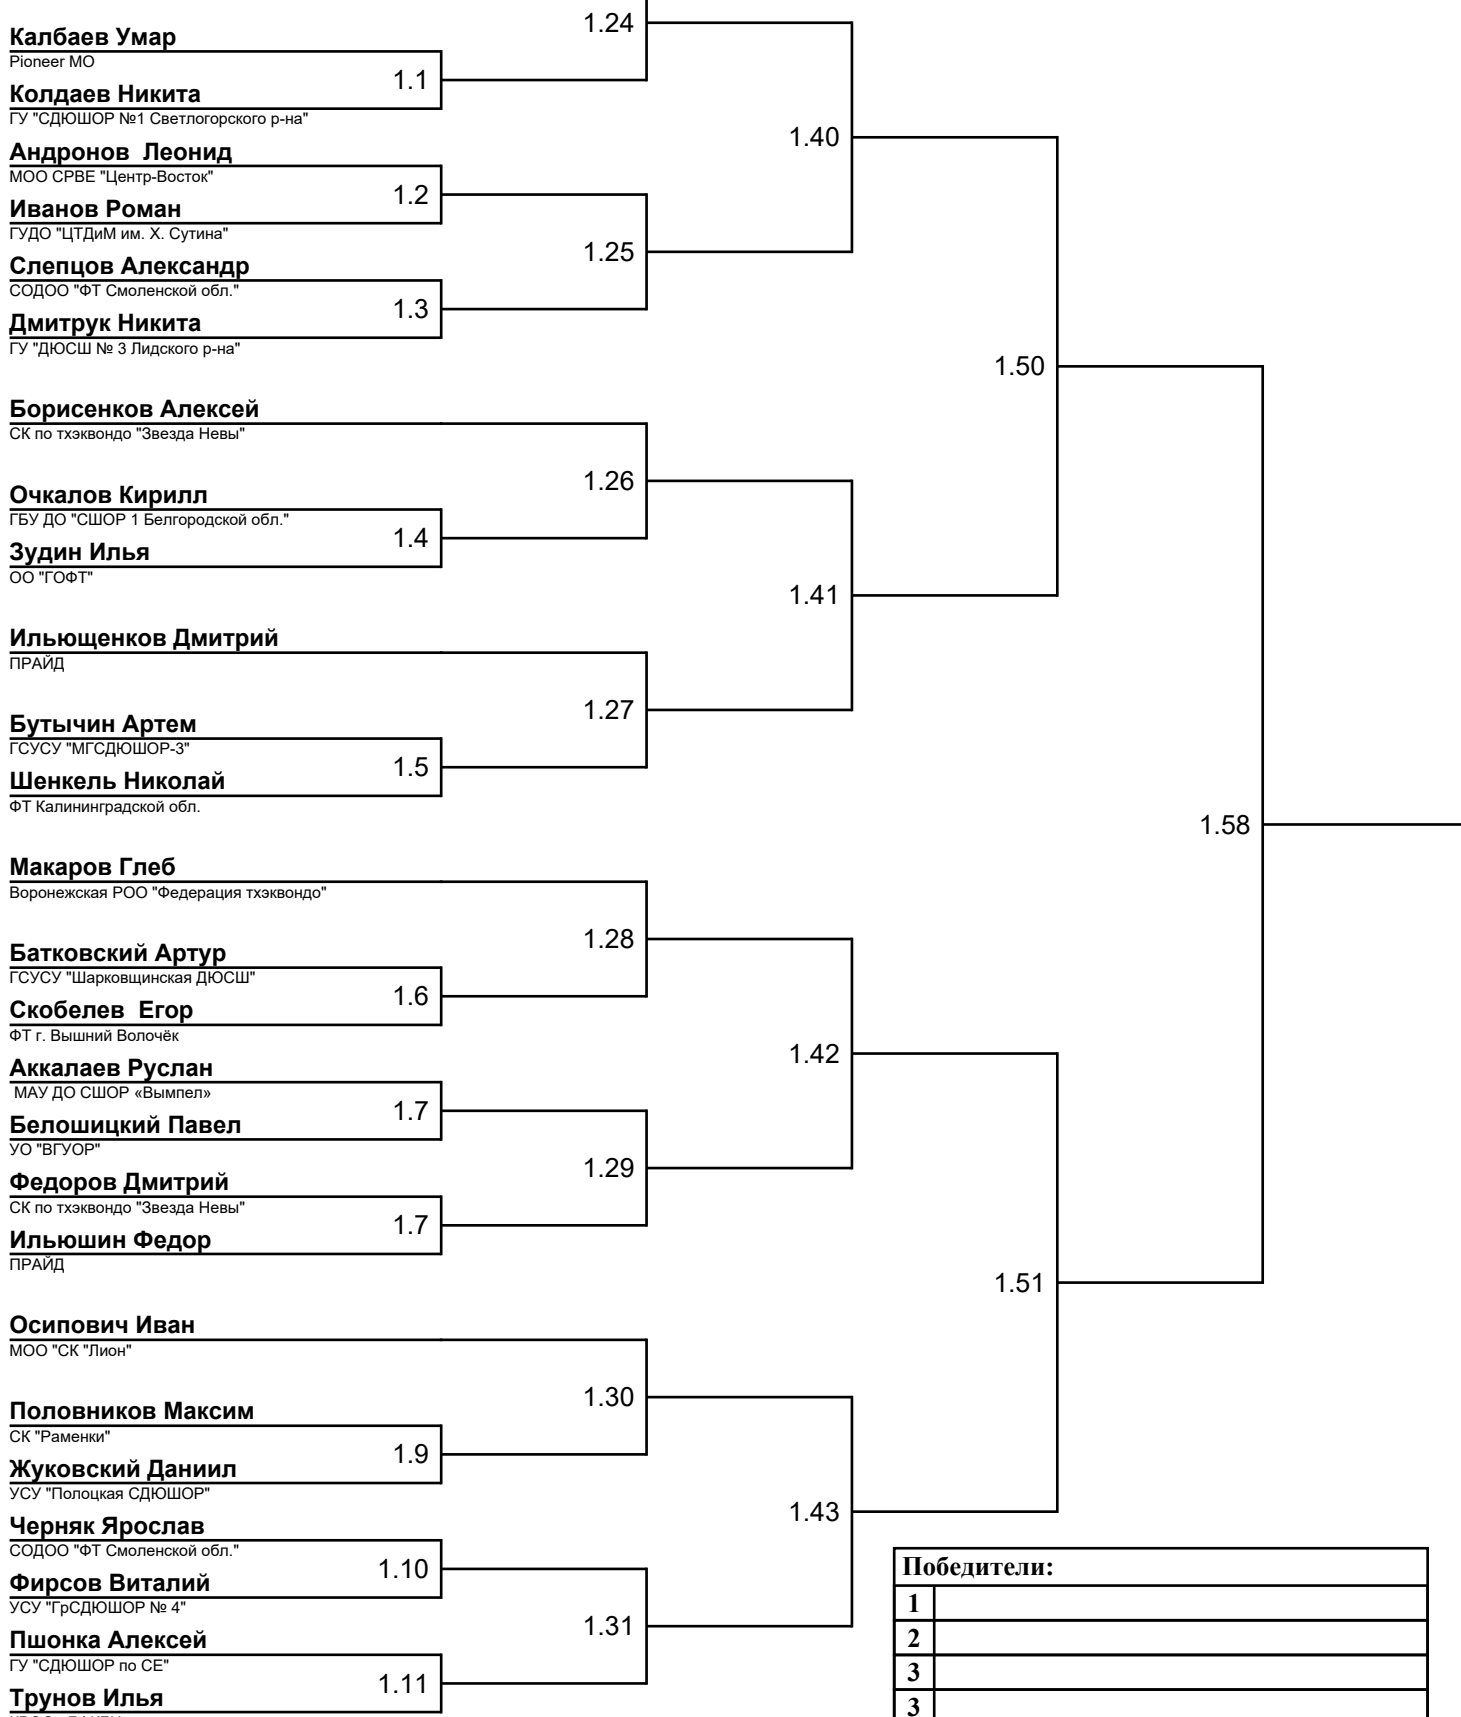 1.24
Калбаев Умар
Pioneer МО
1.1
Колдаев Никита
ГУ "СДЮШОР №1 Светлогорского р-на"
1.40
Андронов  Леонид
МОО СРВЕ "Центр-Восток"
1.2
Иванов Роман
ГУДО "ЦТДиМ им. Х. Сутина"
1.25
Слепцов Александр
СОДОО "ФТ Смоленской обл."
1.3
Дмитрук Никита
ГУ "ДЮСШ № 3 Лидского р-на"
1.50
Борисенков Алексей
СК по тхэквондо "Звезда Невы"
1.26
Очкалов Кирилл
ГБУ ДО "СШОР 1 Белгородской обл."
1.4
Зудин Илья
ОО "ГОФТ"
1.41
Ильющенков Дмитрий
ПРАЙД
1.27
Бутычин Артем
ГСУСУ "МГСДЮШОР-3"
1.5
Шенкель Николай
ФТ Калининградской обл.
1.58
Макаров Глеб
Воронежская РОО "Федерация тхэквондо"
1.28
Батковский Артур
ГСУСУ "Шарковщинская ДЮСШ"
1.6
Скобелев  Егор
ФТ г. Вышний Волочёк
1.42
Аккалаев Руслан
МАУ ДО СШОР «Вымпел»
1.7
Белошицкий Павел
УО "ВГУОР"
1.29
Федоров Дмитрий
СК по тхэквондо "Звезда Невы"
1.7
Ильюшин Федор
ПРАЙД
1.51
Осипович Иван
МОО "СК "Лион"
1.30
Половников Максим
СК "Раменки"
1.9
Жуковский Даниил
УСУ "Полоцкая СДЮШОР"
1.43
Черняк Ярослав
СОДОО "ФТ Смоленской обл."
1.10
Фирсов Виталий
УСУ "ГрСДЮШОР № 4"
1.31
Пшонка Алексей
ГУ "СДЮШОР по СЕ"
1.11
Трунов Илья
Победители:
1
2
3
3